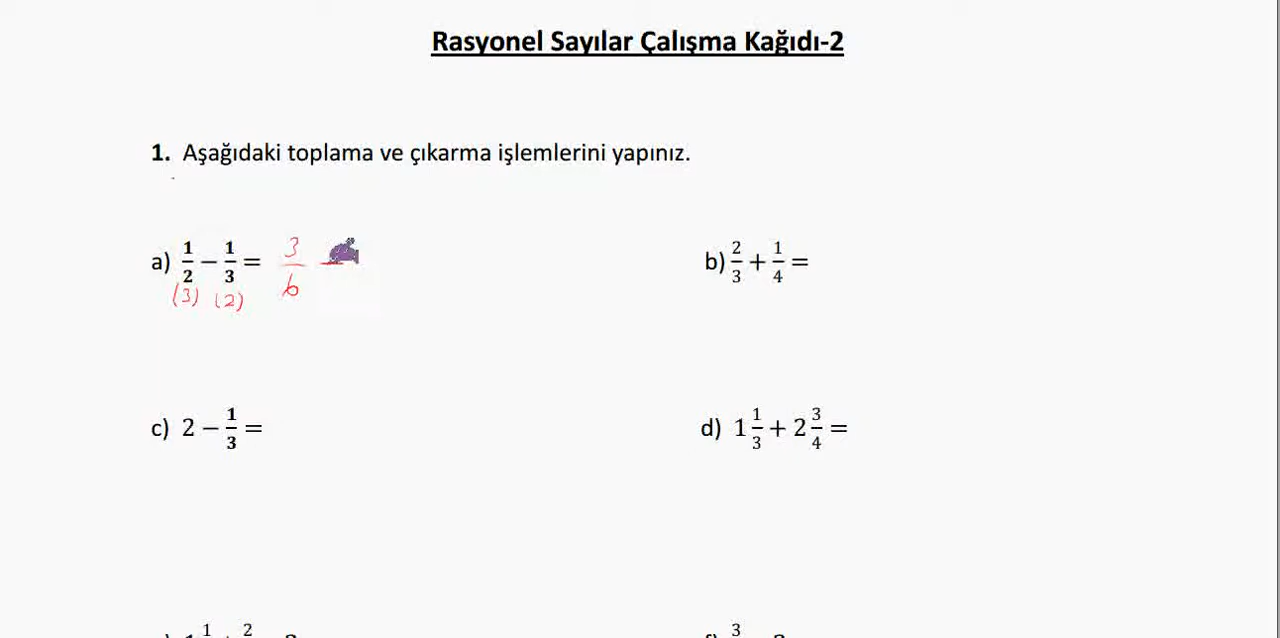 Rasyonel Sayılar Çalışma Kağıdı-2
1. Aşağıdaki toplama ve çıkarma işlemlerini yapınız.
a) 1/2 − 1/3 = 3/6 −
(3) (2)
b) 2/3 + 1/4 =
c) 2 − 1/3 =
d) 1 1/3 + 2 3/4 =